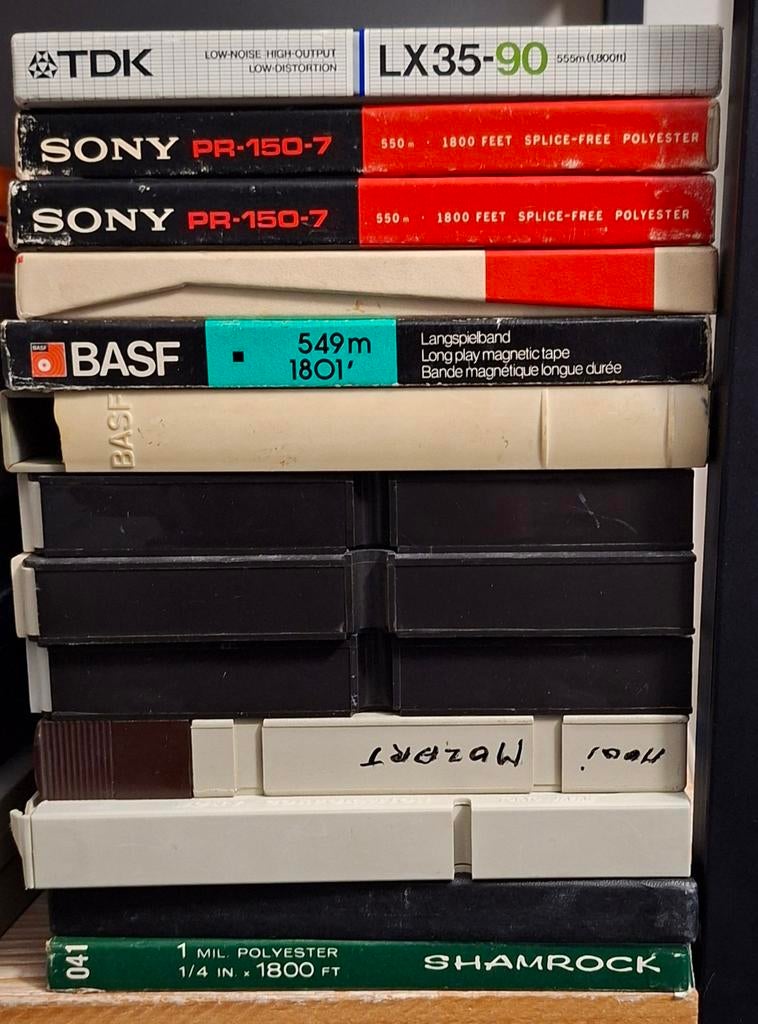 TDK
LOW-NOISE HIGH-OUTPUT
LOW-DISTORTION
LX35-90 555m (1,800ft)
SONY PR-150-7 550m · 1800 FEET SPLICE-FREE POLYESTER
SONY PR-150-7 550m · 1800 FEET SPLICE-FREE POLYESTER
BASF
BASF
549m
1801'
Langspielband
Long play magnetic tape
Bande magnétique longue durée
BASF
MOZART
041
1 MIL. POLYESTER
1/4 IN. x 1800 FT
SHAMROCK